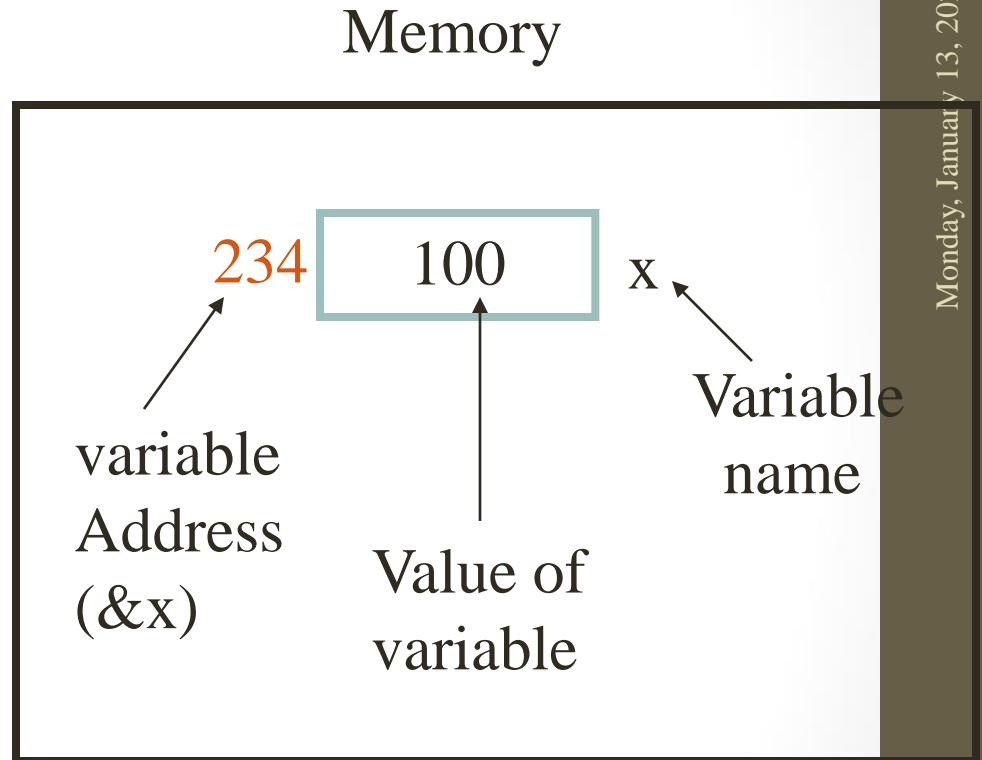 Memory
Monday, January 13,
234
100
x
Variable
name
variable
Address
(&x)
Value of
variable